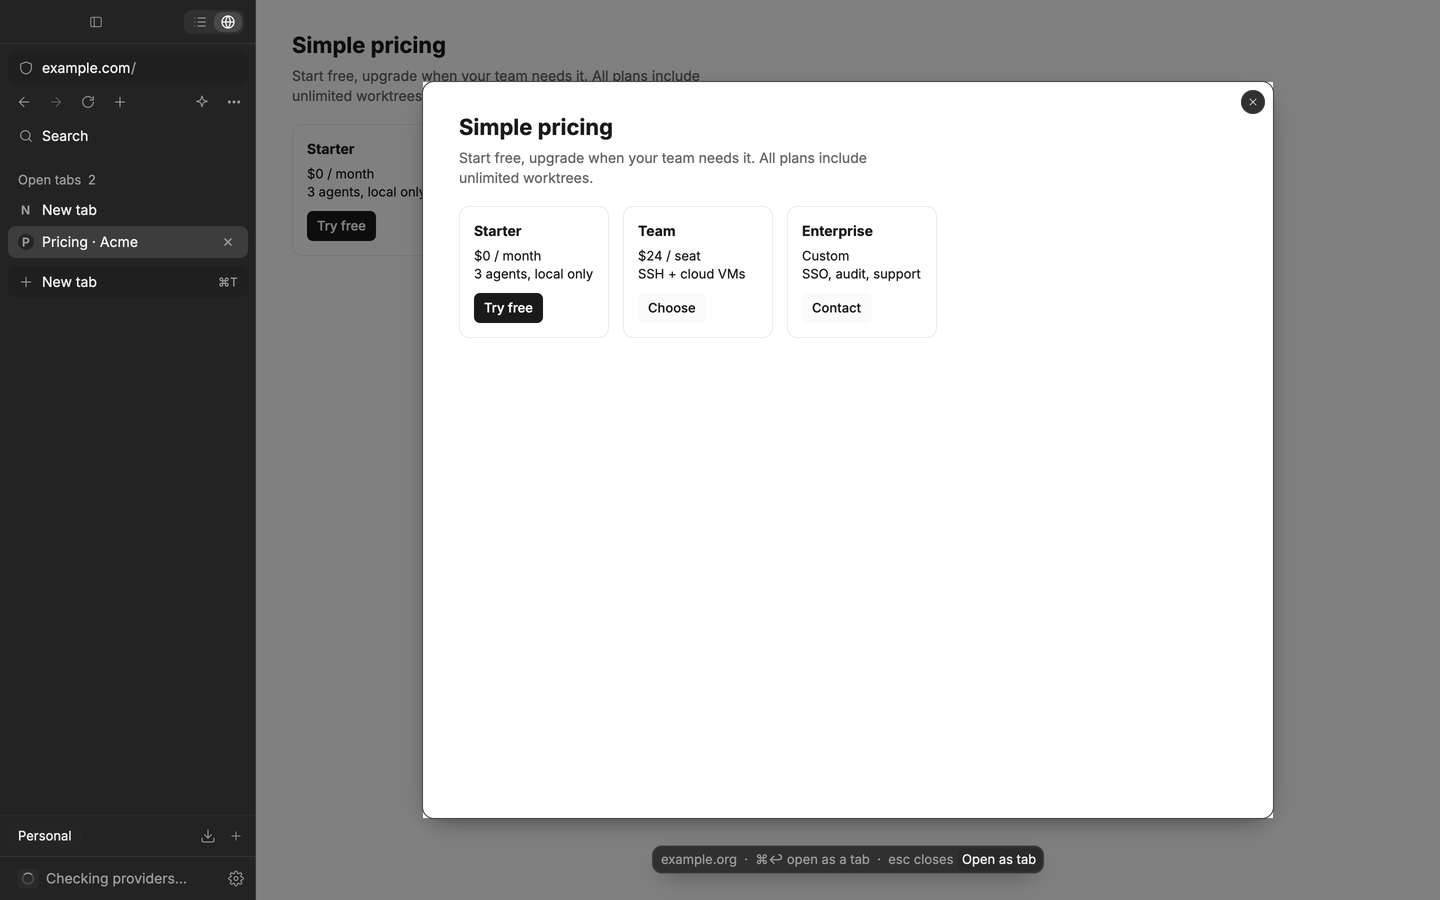 example.com/
Search
Open tabs 2
N New tab
P Pricing · Acme
New tab ⌘T
Personal
Checking providers...
Simple pricing
Start free, upgrade when your team needs it. All plans include
unlimited worktrees
Starter
$0 / month
3 agents, local only
Try free
Simple pricing
Start free, upgrade when your team needs it. All plans include
unlimited worktrees.
Starter
$0 / month
3 agents, local only
Try free
Team
$24 / seat
SSH + cloud VMs
Choose
Enterprise
Custom
SSO, audit, support
Contact
example.org · ⌘↩ open as a tab · esc closes Open as tab